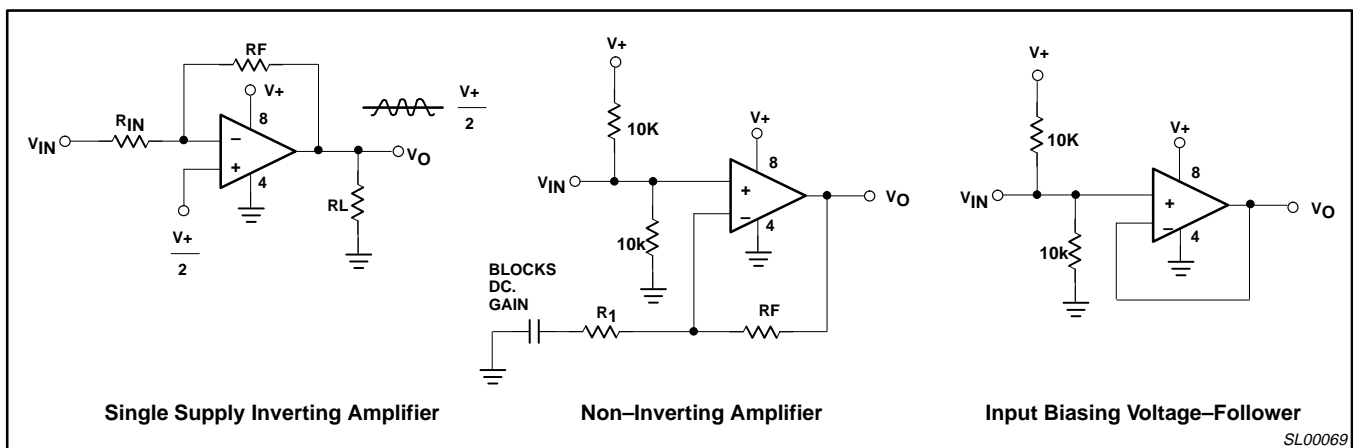 RF
V+
8
V+
2
RIN
VIN
−
+
VO
4
RL
V+
2
V+
10K
V+
8
VIN
+
−
VO
4
10k
BLOCKS
DC.
GAIN
R1
RF
V+
10K
V+
8
VIN
+
−
VO
4
10k
Single Supply Inverting Amplifier
Non–Inverting Amplifier
Input Biasing Voltage–Follower
SL00069